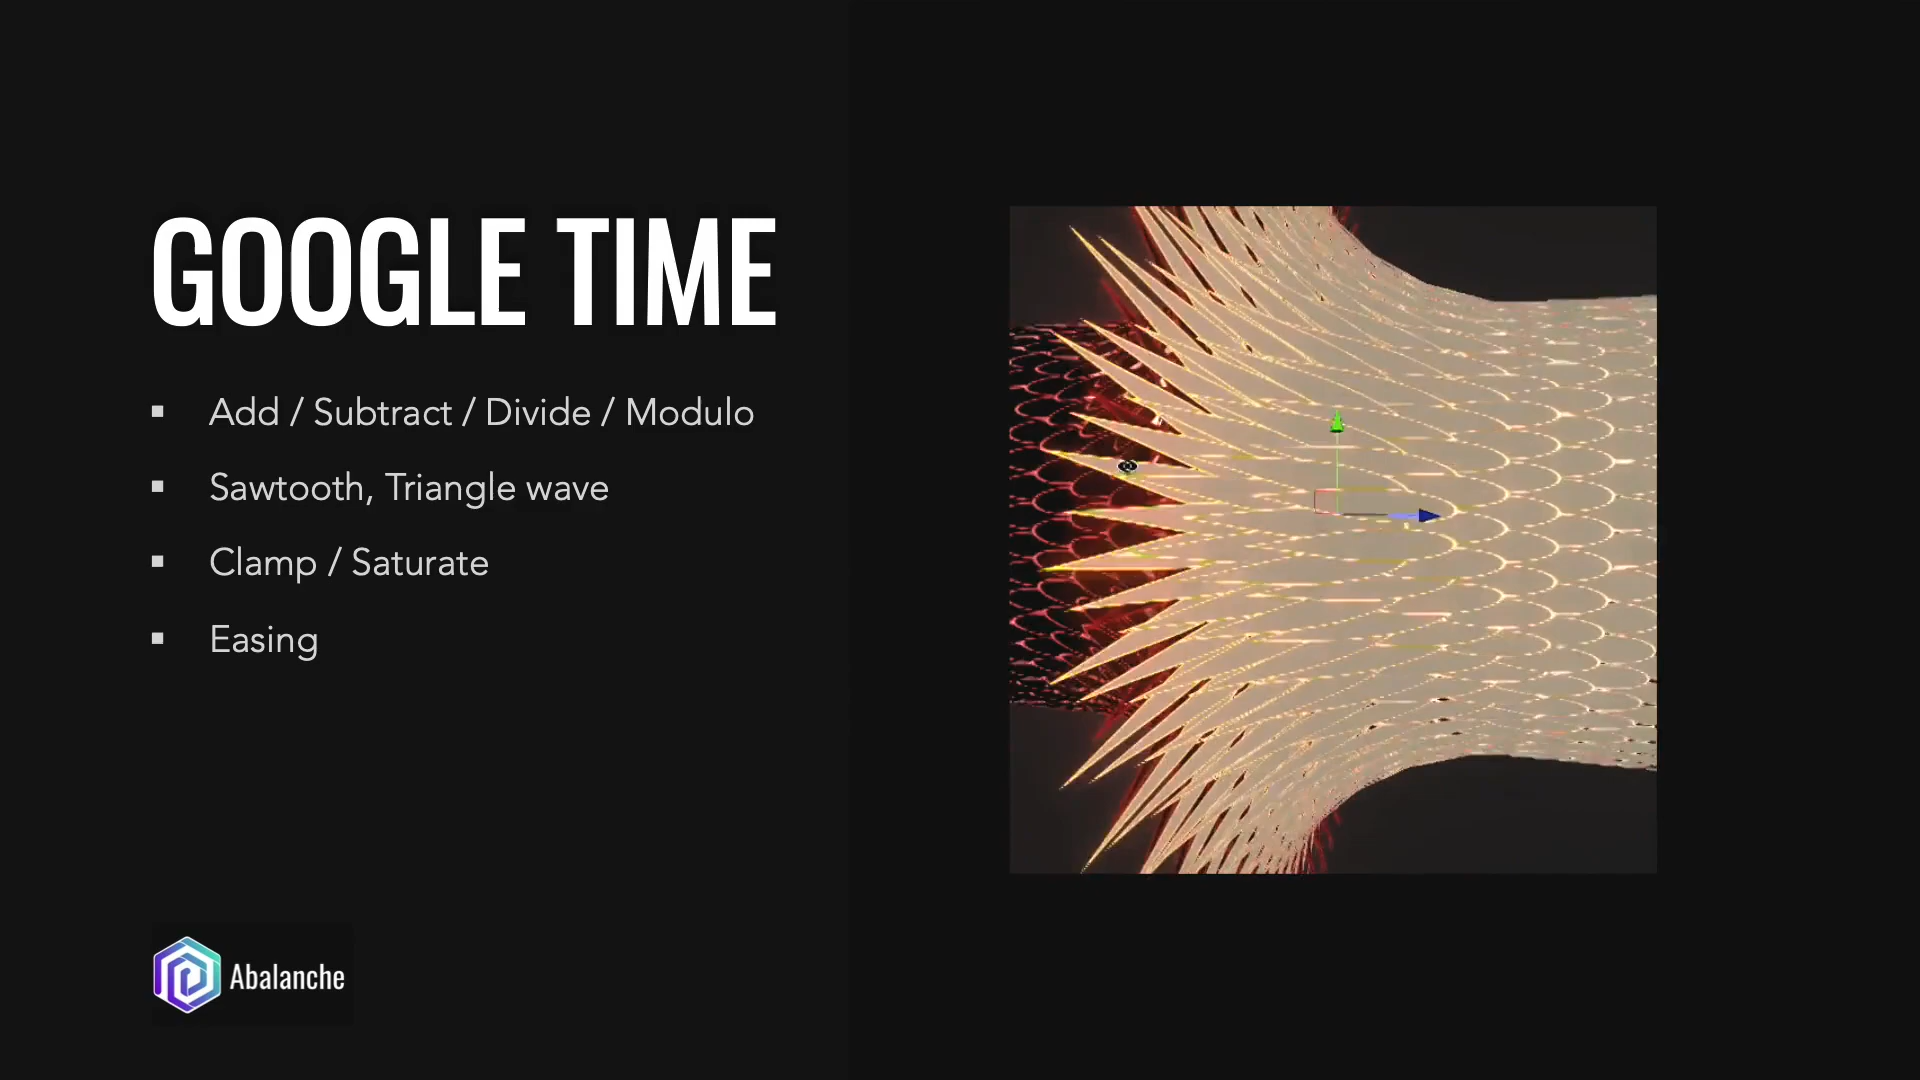 GOOGLE TIME
Add / Subtract / Divide / Modulo
Sawtooth, Triangle wave
Clamp / Saturate
Easing
Abalanche